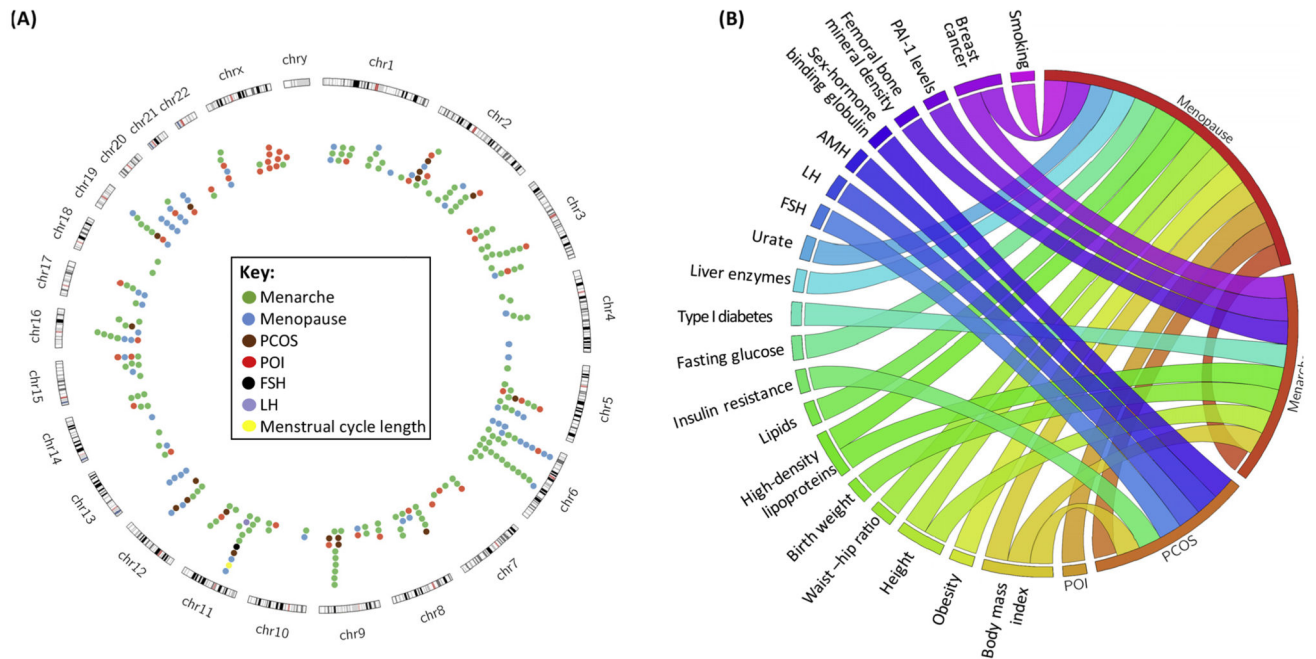 (A)
chr1
chr2
chr3
chr4
chr5
chr6
chr7
chr8
chr9
chr10
chr11
chr12
chr13
chr14
chr15
chr16
chr17
chr18
chr19
chr20
chr21
chr22
chrx
chry
Key:
Menarche
Menopause
PCOS
POI
FSH
LH
Menstrual cycle length
(B)
Smoking
Breast
cancer
PAI-1 levels
Femoral bone
mineral density
Sex-hormone
binding globulin
AMH
LH
FSH
Urate
Liver enzymes
Type I diabetes
Fasting glucose
Insulin resistance
Lipids
High-density
lipoproteins
Birth weight
Waist –hip ratio
Height
Obesity
Body mass
index
POI
PCOS
Menarch
Menopause